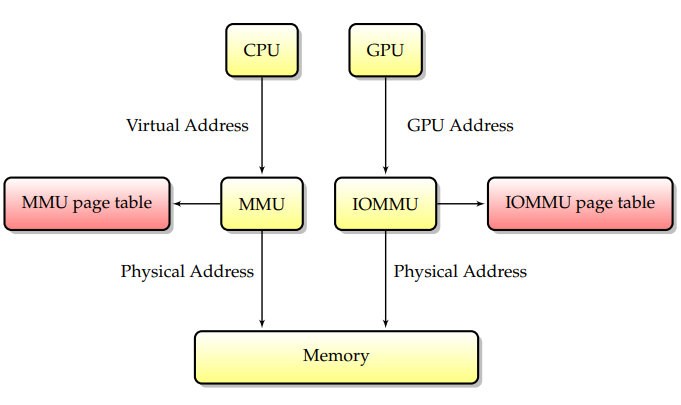 CPU
GPU
Virtual Address
GPU Address
MMU page table
MMU
IOMMU
IOMMU page table
Physical Address
Physical Address
Memory